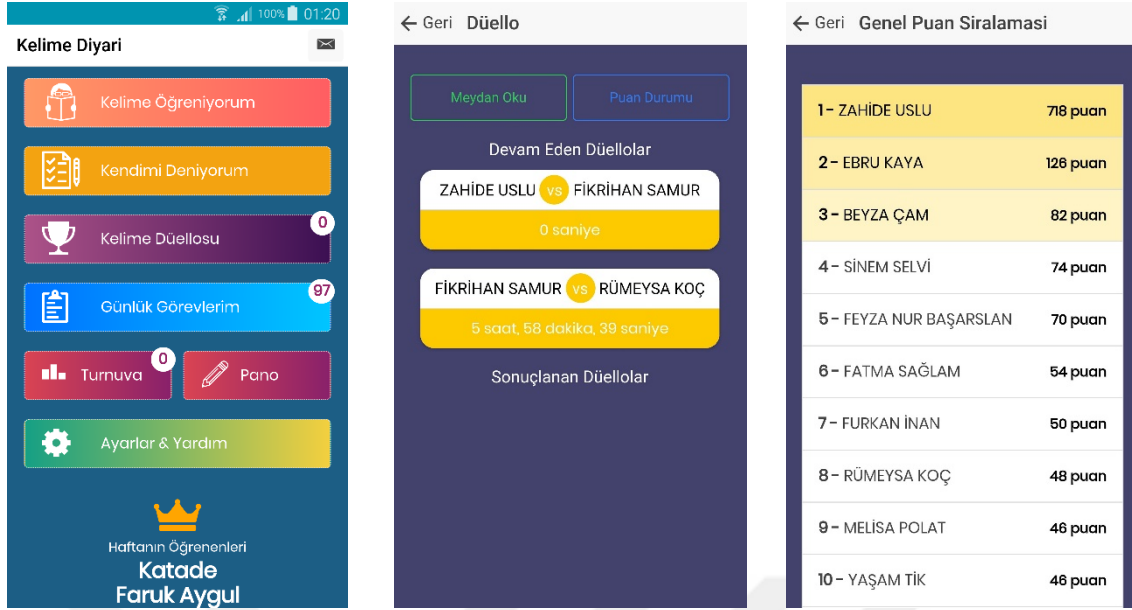 100% 01:20
Kelime Diyari
Kelime Öğreniyorum
Kendimi Deniyorum
Kelime Düellosu 0
Günlük Görevlerim 97
Turnuva 0 Pano
Ayarlar & Yardım
Haftanın Öğrenenleri
Katade
Faruk Aygul
Geri Düello
Meydan Oku Puan Durumu
Devam Eden Düellolar
ZAHİDE USLU vs FİKRİHAN SAMUR
0 saniye
FİKRİHAN SAMUR vs RÜMEYSA KOÇ
5 saat, 58 dakika, 39 saniye
Sonuçlanan Düellolar
Geri Genel Puan Siralamasi
1 - ZAHİDE USLU 718 puan
2 - EBRU KAYA 126 puan
3 - BEYZA ÇAM 82 puan
4 - SİNEM SELVİ 74 puan
5 - FEYZA NUR BAŞARSLAN 70 puan
6 - FATMA SAĞLAM 54 puan
7 - FURKAN İNAN 50 puan
8 - RÜMEYSA KOÇ 48 puan
9 - MELİSA POLAT 46 puan
10 - YAŞAM TİK 46 puan